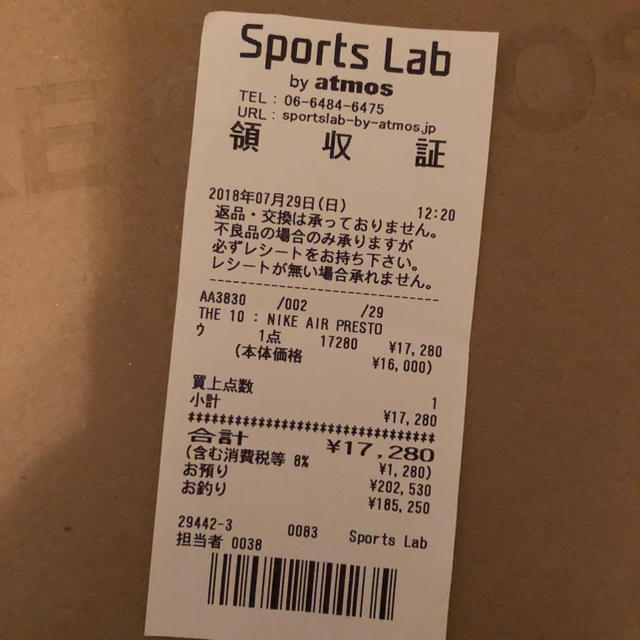 Sports Lab
by atmos
TEL : 06-6484-6475
URL : sportslab-by-atmos.jp
領 収 証
2018年07月29日(日) 12:20
返品・交換は承っておりません。
不良品の場合のみ承りますが
必ずレシートをお持ち下さい。
レシートが無い場合承れません。
AA3830 /002 /29
THE 10 : NIKE AIR PRESTO
ウ 1点 17280 ¥17,280
(本体価格 ¥16,000)
買上点数 1
小計 ¥17,280
合計 ¥17,280
(含む消費税等 8% ¥1,280)
お預り ¥202,530
お釣り ¥185,250
29442-3 0083 Sports Lab
担当者 0038